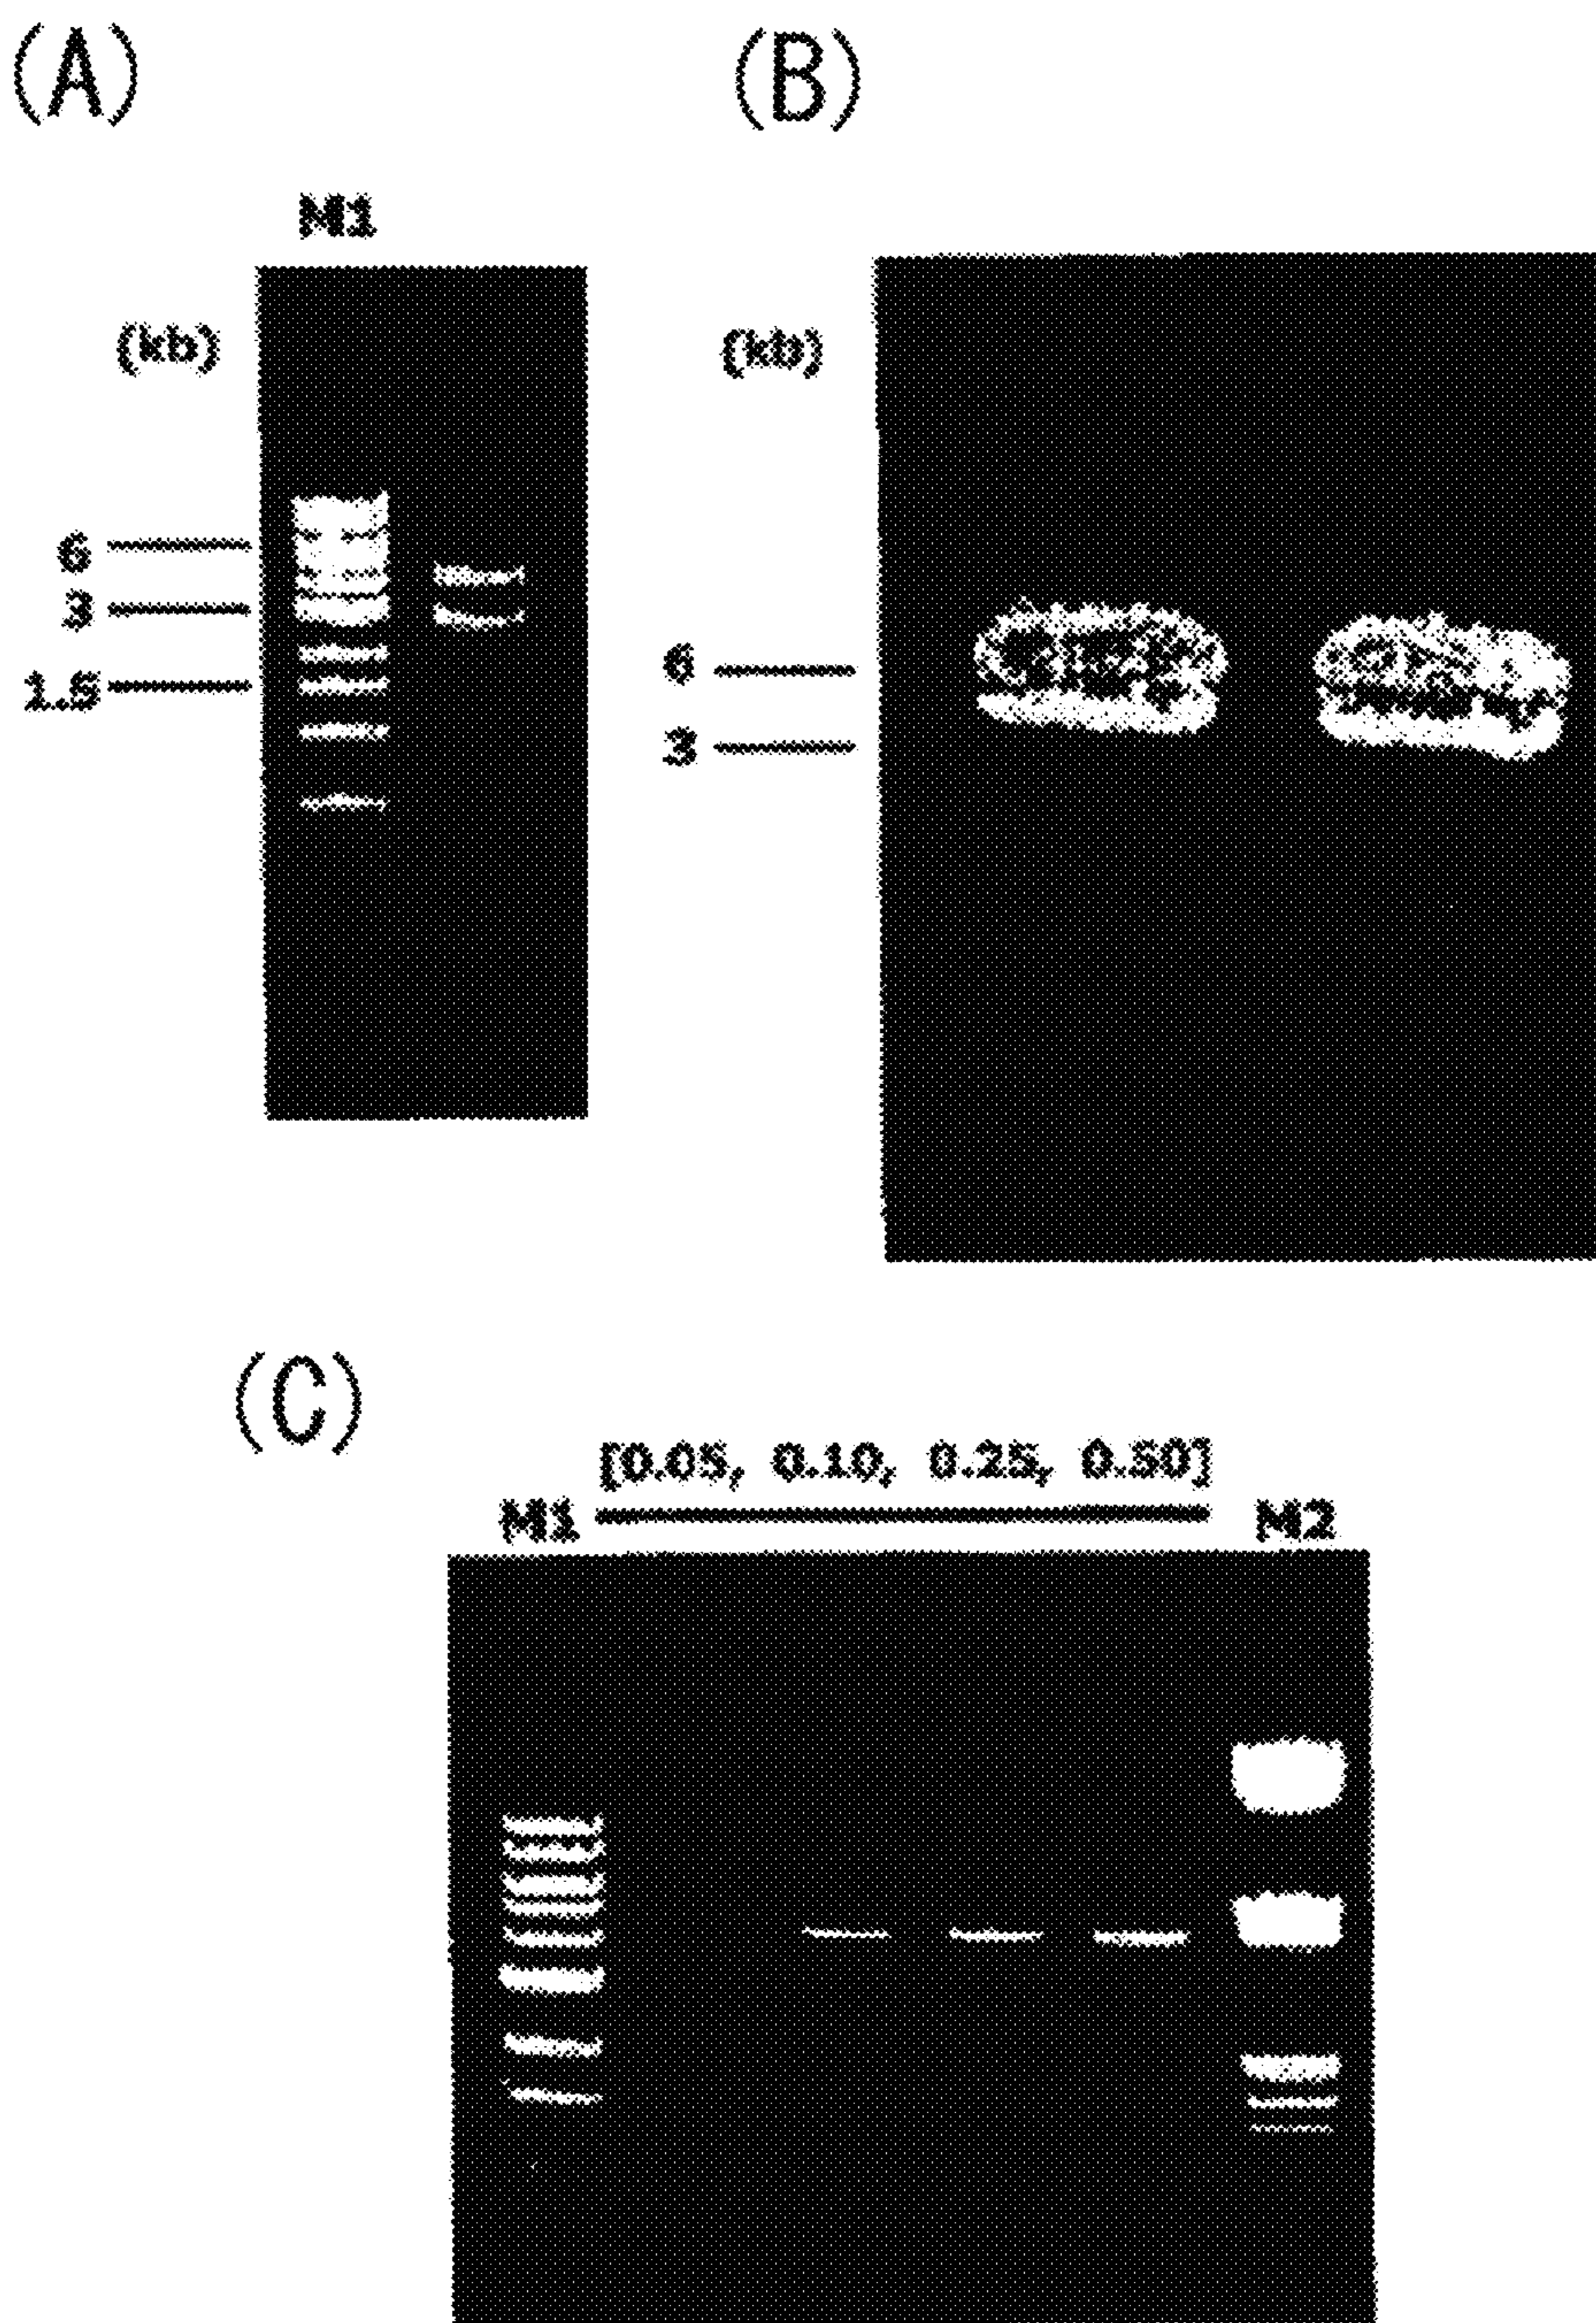 (A)
(B)
M1
(kb)
6
3
1.5
(kb)
6
3
(C)
[0.05, 0.10, 0.25, 0.50]
M1
M2